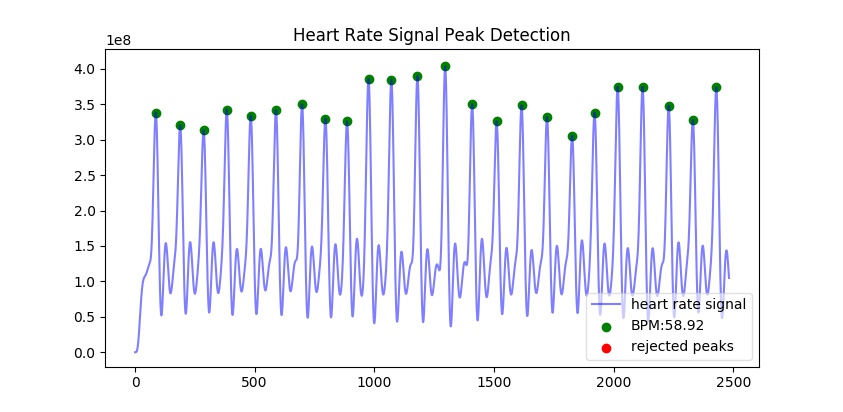 Heart Rate Signal Peak Detection
1e8
4.0
3.5
3.0
2.5
2.0
1.5
1.0
0.5
0.0
heart rate signal
BPM:58.92
rejected peaks
0 500 1000 1500 2000 2500